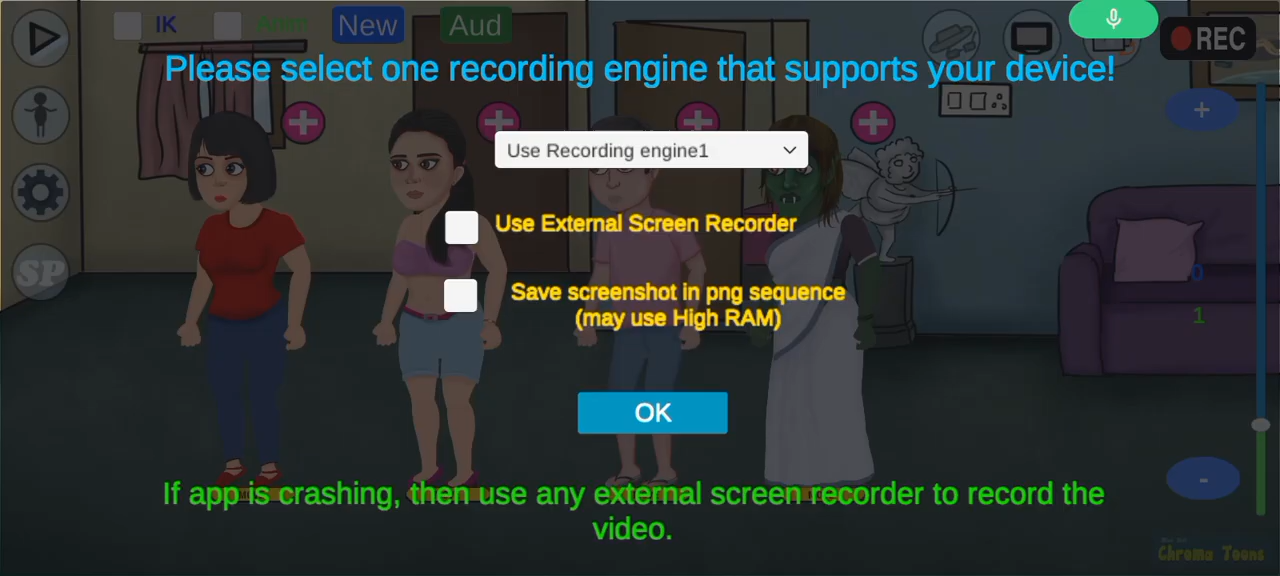 IK
Anim
New
Aud
REC
Please select one recording engine that supports your device!
Use Recording engine1
Use External Screen Recorder
Save screenshot in png sequence
(may use High RAM)
SP
0
1
OK
If app is crashing, then use any external screen recorder to record the
video.
Chroma Toons